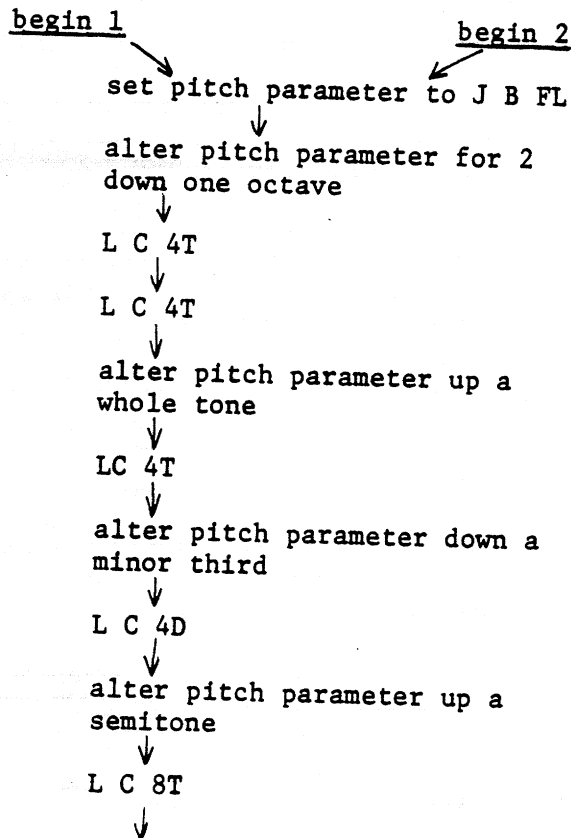 begin 1 begin 2
set pitch parameter to J B FL
alter pitch parameter for 2
down one octave
L C 4T
L C 4T
alter pitch parameter up a
whole tone
LC 4T
alter pitch parameter down a
minor third
L C 4D
alter pitch parameter up a
semitone
L C 8T